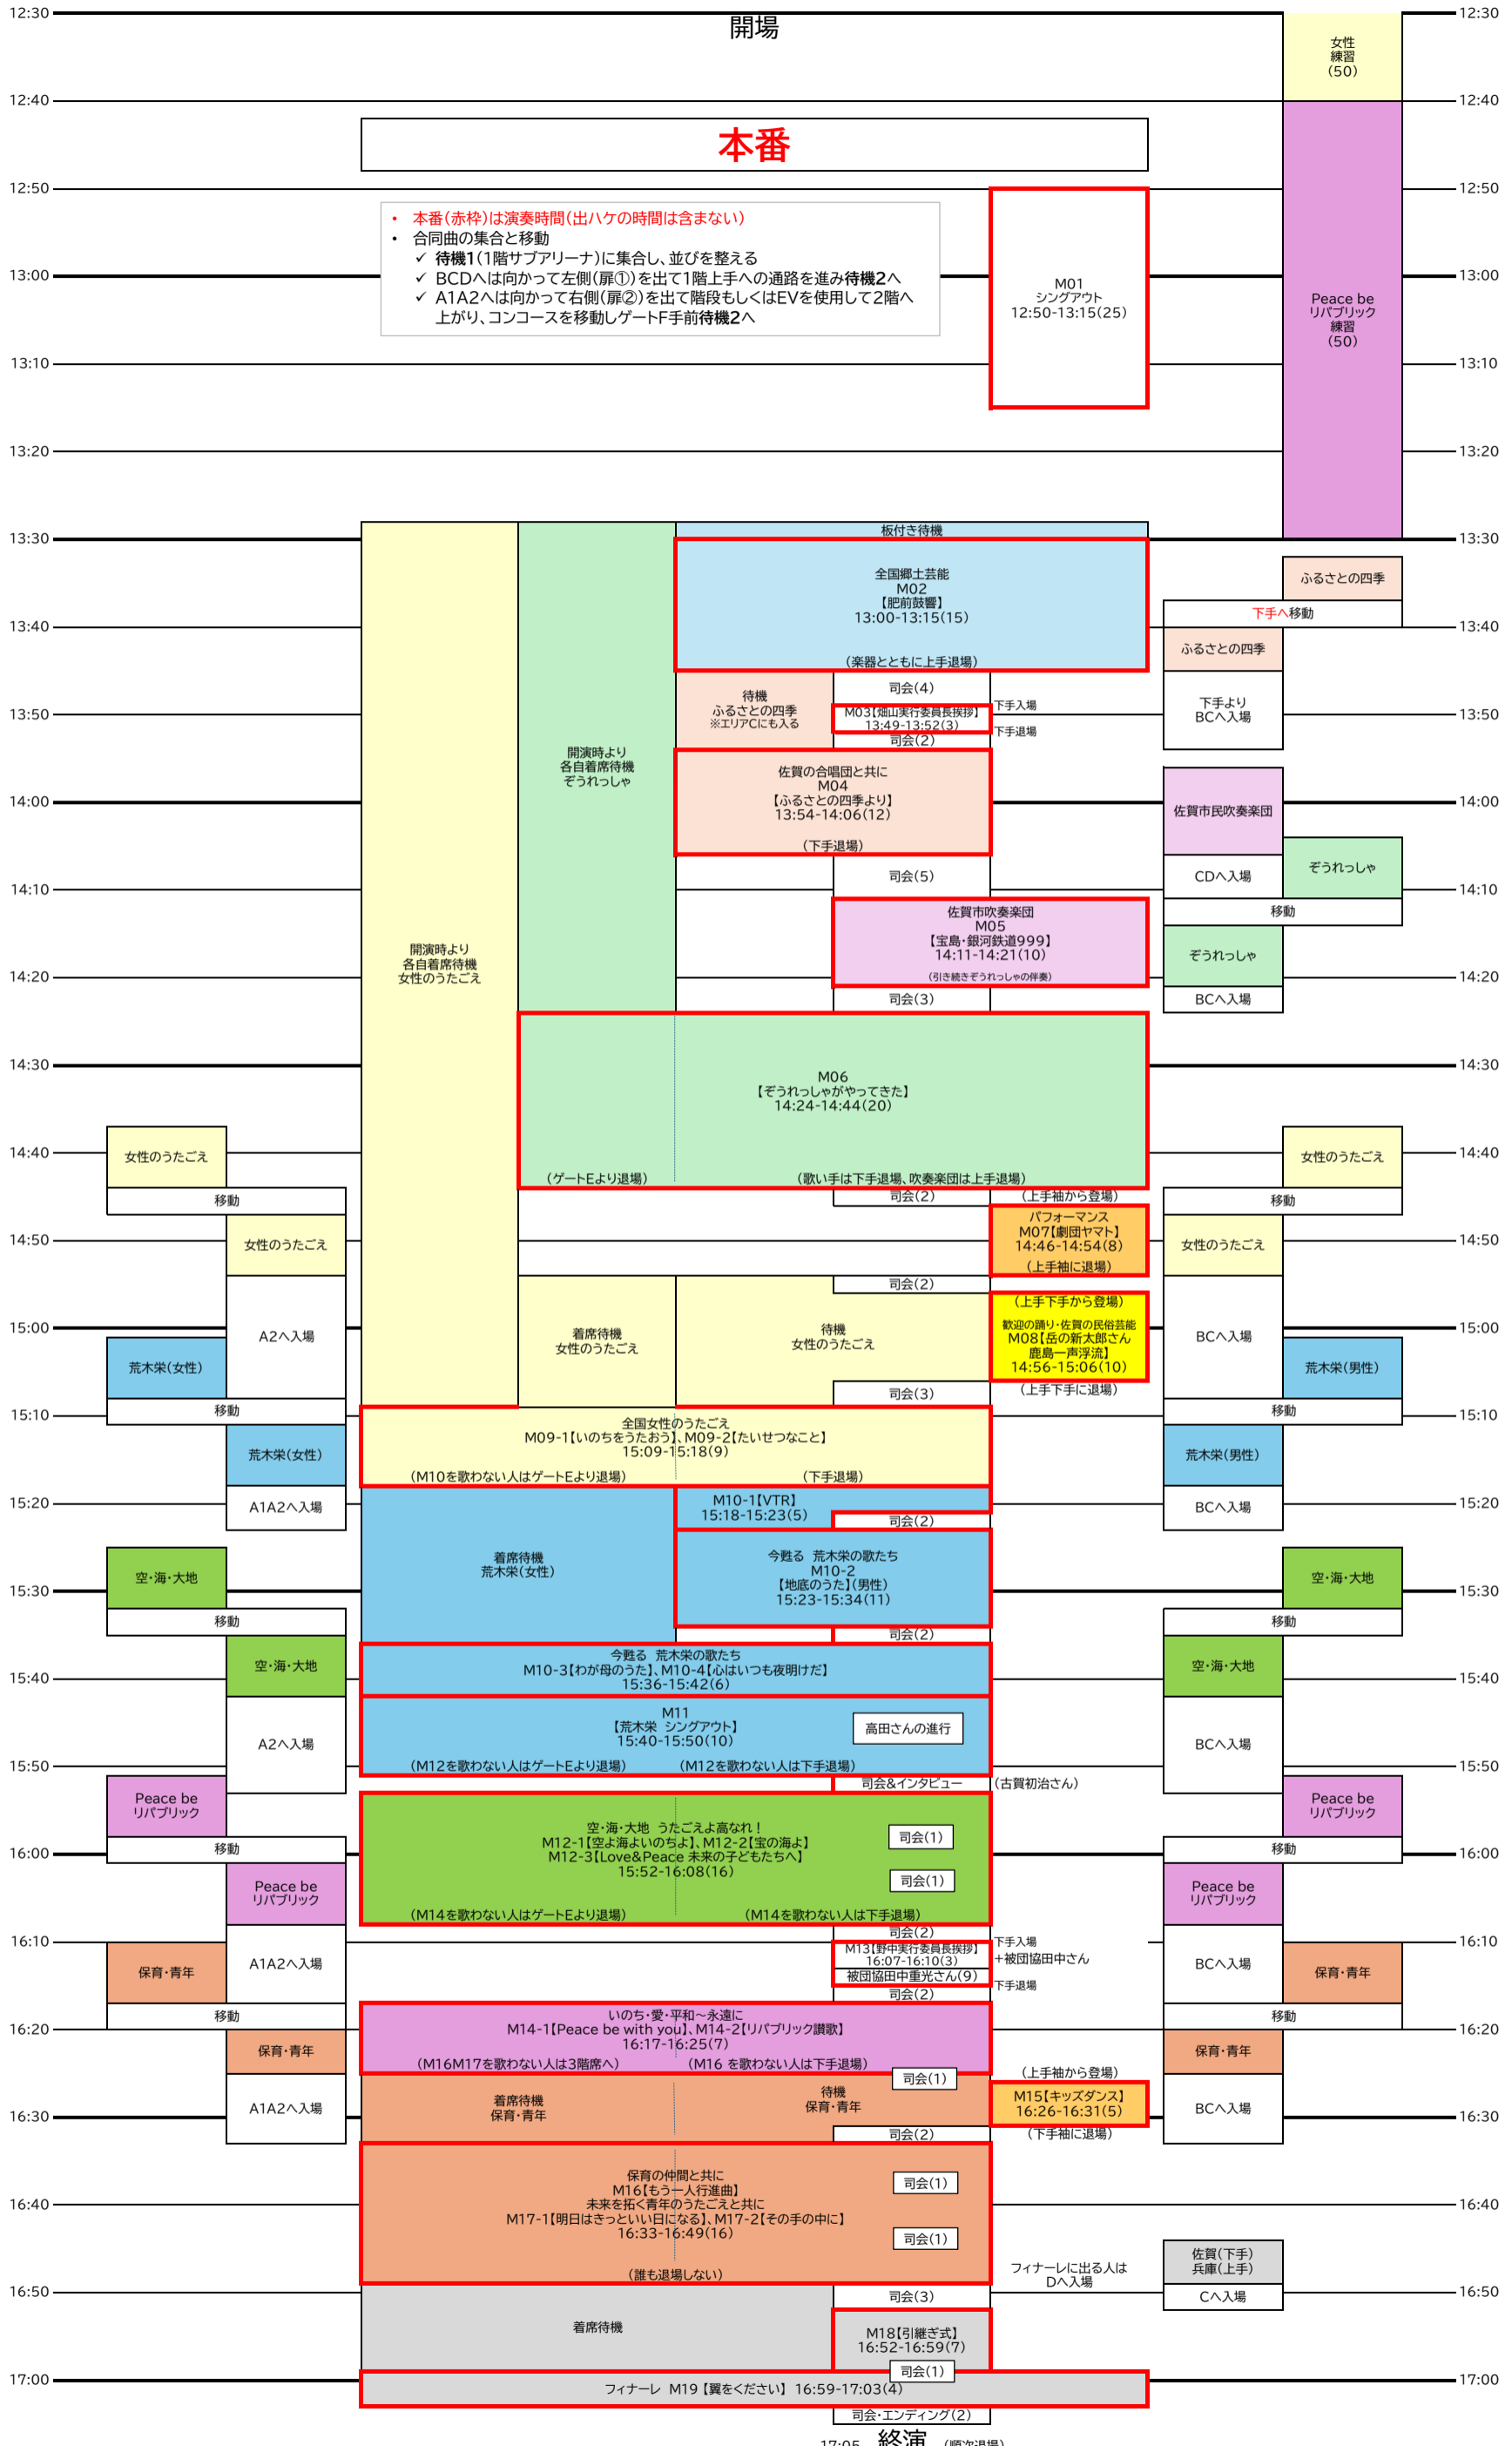 12:30
開場
12:30
女性
練習
(50)
12:40
12:40
本番
12:50
12:50
• 本番(赤枠)は演奏時間(出ハケの時間は含まない)
• 合同曲の集合と移動
✓ 待機1(1階サブアリーナ)に集合し、並びを整える
✓ BCDへは向かって左側(扉①)を出て1階上手への通路を進み待機2へ
✓ A1A2へは向かって右側(扉②)を出て階段もしくはEVを使用して2階へ
上がり、コンコースを移動しゲートF手前待機2へ
M01
シングアウト
12:50-13:15(25)
Peace be
リパブリック
練習
(50)
13:00
13:00
13:10
13:10
13:20
13:20
13:30
13:30
板付き待機
全国郷土芸能
M02
【肥前鼓響】
13:00-13:15(15)
(楽器とともに上手退場)
ふるさとの四季
下手へ移動
13:40
13:40
ふるさとの四季
待機
ふるさとの四季
※エリアCにも入る
司会(4)
M03【畑山実行委員長挨拶】
13:49-13:52(3)
司会(2)
下手入場
下手退場
下手より
BCへ入場
13:50
13:50
開演時より
各自着席待機
ぞうれっしゃ
佐賀の合唱団と共に
M04
【ふるさとの四季より】
13:54-14:06(12)
(下手退場)
佐賀市民吹奏楽団
14:00
14:00
ぞうれっしゃ
司会(5)
CDへ入場
14:10
14:10
移動
佐賀市吹奏楽団
M05
【宝島・銀河鉄道999】
14:11-14:21(10)
(引き続きぞうれっしゃの伴奏)
開演時より
各自着席待機
女性のうたごえ
ぞうれっしゃ
14:20
14:20
司会(3)
BCへ入場
14:30
14:30
M06
【ぞうれっしゃがやってきた】
14:24-14:44(20)
(ゲートEより退場)
(歌い手は下手退場、吹奏楽団は上手退場)
14:40
女性のうたごえ
女性のうたごえ
14:40
移動
司会(2)
(上手袖から登場)
移動
14:50
女性のうたごえ
パフォーマンス
M07【劇団ヤマト】
14:46-14:54(8)
(上手袖に退場)
女性のうたごえ
14:50
司会(2)
A2へ入場
着席待機
女性のうたごえ
待機
女性のうたごえ
(上手下手から登場)
歓迎の踊り・佐賀の民俗芸能
M08【岳の新太郎さん
鹿島一声浮流】
14:56-15:06(10)
(上手下手に退場)
BCへ入場
15:00
15:00
荒木栄(女性)
荒木栄(男性)
司会(3)
移動
移動
15:10
15:10
荒木栄(女性)
全国女性のうたごえ
M09-1【いのちをうたおう】、M09-2【たいせつなこと】
15:09-15:18(9)
(M10を歌わない人はゲートEより退場)
(下手退場)
荒木栄(男性)
15:20
A1A2へ入場
M10-1【VTR】
15:18-15:23(5)
司会(2)
BCへ入場
15:20
空・海・大地
着席待機
荒木栄(女性)
今甦る 荒木栄の歌たち
M10-2
【地底のうた】(男性)
15:23-15:34(11)
空・海・大地
15:30
15:30
移動
司会(2)
移動
空・海・大地
今甦る 荒木栄の歌たち
M10-3【わが母のうた】、M10-4【心はいつも夜明けだ】
15:36-15:42(6)
空・海・大地
15:40
15:40
A2へ入場
M11
【荒木栄 シングアウト】
15:40-15:50(10)
高田さんの進行
(M12を歌わない人はゲートEより退場)
(M12を歌わない人は下手退場)
BCへ入場
15:50
15:50
司会&インタビュー
(古賀初治さん)
Peace be
リパブリック
Peace be
リパブリック
空・海・大地 うたごえよ高なれ!
M12-1【空よ海よいのちよ】、M12-2【宝の海よ】
M12-3【Love&Peace 未来の子どもたちへ】
15:52-16:08(16)
司会(1)
司会(1)
(M14を歌わない人はゲートEより退場)
(M14を歌わない人は下手退場)
16:00
移動
移動
16:00
Peace be
リパブリック
Peace be
リパブリック
司会(2)
16:10
16:10
保育・青年
A1A2へ入場
M13【野中実行委員長挨拶】
16:07-16:10(3)
被団協田中重光さん(9)
司会(2)
下手入場
+被団協田中さん
下手退場
BCへ入場
保育・青年
移動
移動
16:20
16:20
いのち・愛・平和~永遠に
M14-1【Peace be with you】、M14-2【リパブリック讃歌】
16:17-16:25(7)
(M16M17を歌わない人は3階席へ)
(M16 を歌わない人は下手退場)
保育・青年
保育・青年
司会(1)
(上手袖から登場)
A1A2へ入場
着席待機
保育・青年
待機
保育・青年
M15【キッズダンス】
16:26-16:31(5)
(下手袖に退場)
BCへ入場
16:30
16:30
司会(2)
保育の仲間と共に
M16【もう一人行進曲】
未来を拓く青年のうたごえと共に
M17-1【明日はきっといい日になる】、M17-2【その手の中に】
16:33-16:49(16)
司会(1)
司会(1)
(誰も退場しない)
16:40
16:40
フィナーレに出る人は
Dへ入場
佐賀(下手)
兵庫(上手)
16:50
司会(3)
Cへ入場
16:50
着席待機
M18【引継ぎ式】
16:52-16:59(7)
司会(1)
17:00
17:00
フィナーレ M19【翼をください】 16:59-17:03(4)
司会・エンディング(2)
17:05 終演 (順次退場)